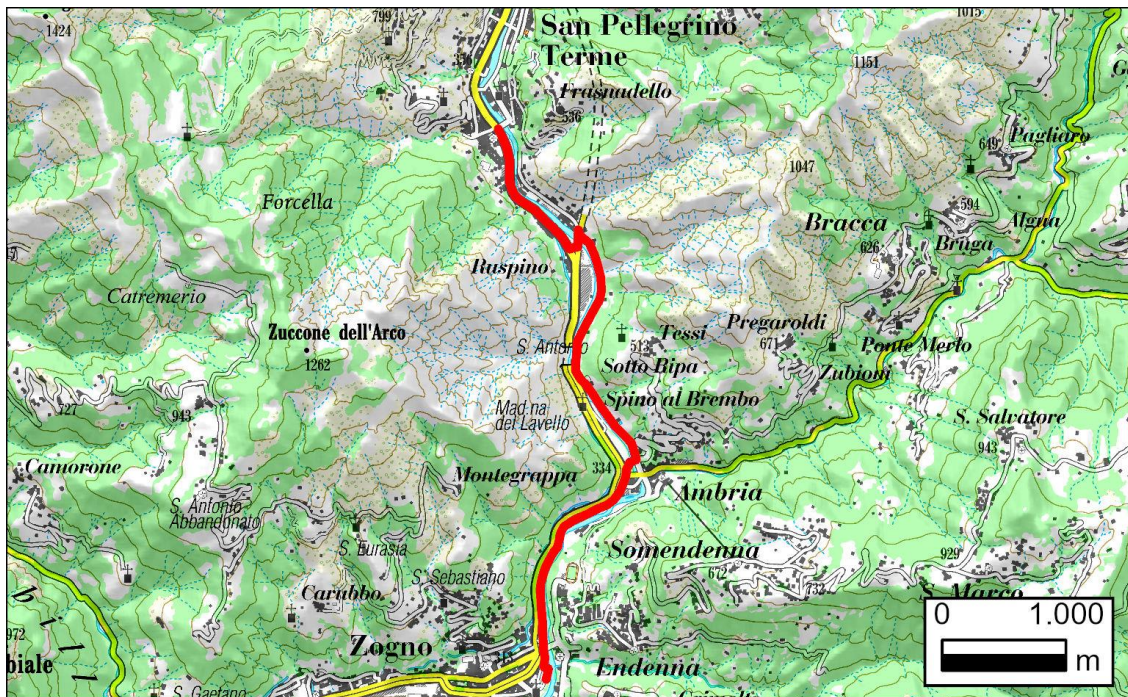 1424
799
San Pellegrino
Terme
1015
1151
Frasnadello
536
Pagliaro
649
1047
Forcella
594
Bracca
Algua
626
Bruga
Ruspino
Catremerio
Tessi
Pregaroldi
Zuccone dell'Arco
S. Antonio
513
671
Ponte Merlo
1262
Sotto Ripa
Zubioni
Spino al Brembo
727
943
Mad.na
del Lavello
S. Salvatore
943
Camorone
Montegrappa
334
Ambria
S. Antonio
Abbandonato
S. Eurasia
Somendenna
929
S. Sebastiano
672
732
Carubbo
S. Marco
972
Zogno
biale
Endenna
S. Gaetano
0 1.000
m